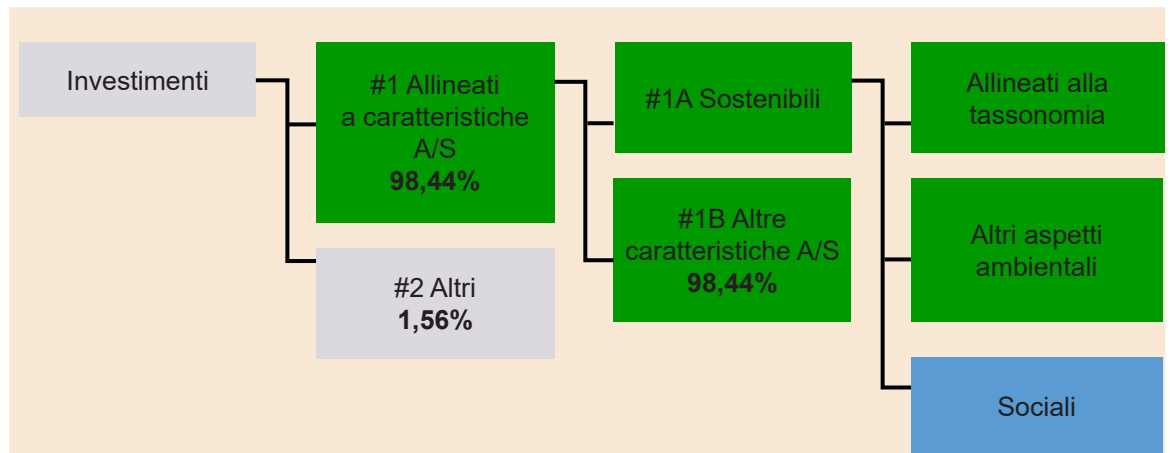 Investimenti
#1 Allineati
a caratteristiche
A/S
98,44%
#2 Altri
1,56%
#1A Sostenibili
#1B Altre
caratteristiche A/S
98,44%
Allineati alla
tassonomia
Altri aspetti
ambientali
Sociali